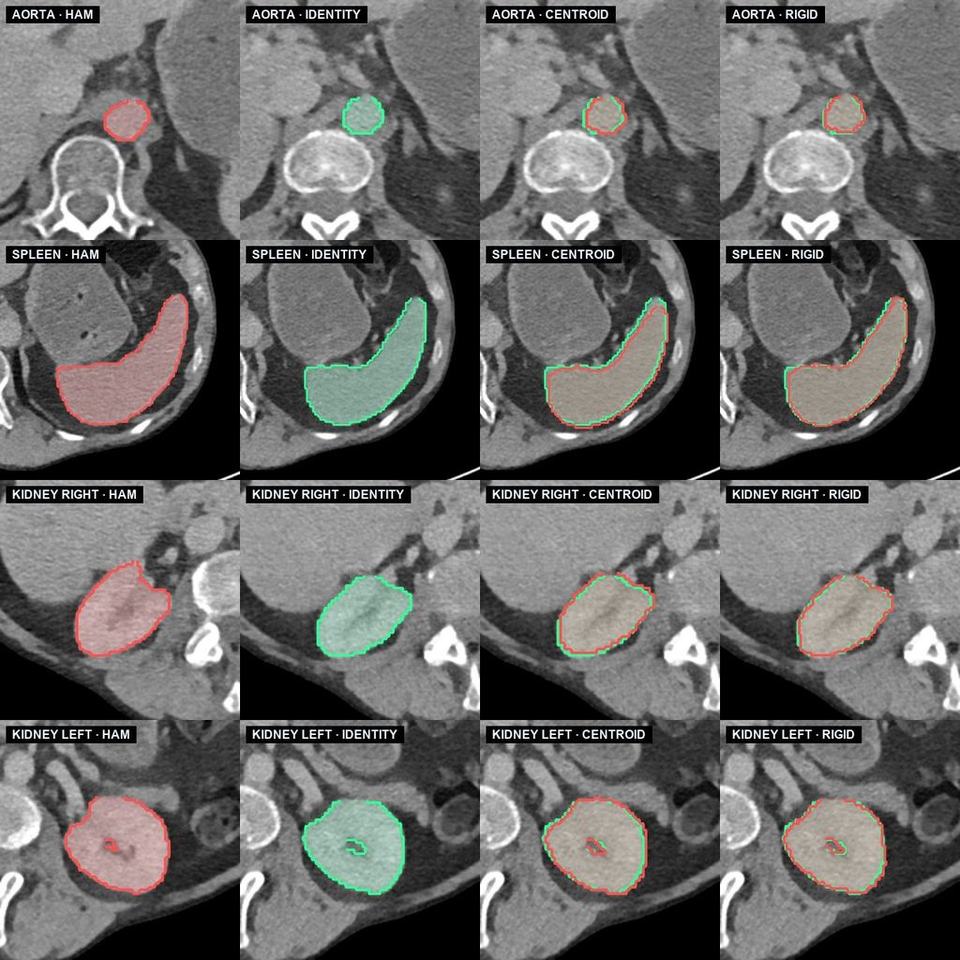 AORTA · HAM
AORTA · IDENTITY
AORTA · CENTROID
AORTA · RIGID
SPLEEN · HAM
SPLEEN · IDENTITY
SPLEEN · CENTROID
SPLEEN · RIGID
KIDNEY RIGHT · HAM
KIDNEY RIGHT · IDENTITY
KIDNEY RIGHT · CENTROID
KIDNEY RIGHT · RIGID
KIDNEY LEFT · HAM
KIDNEY LEFT · IDENTITY
KIDNEY LEFT · CENTROID
KIDNEY LEFT · RIGID